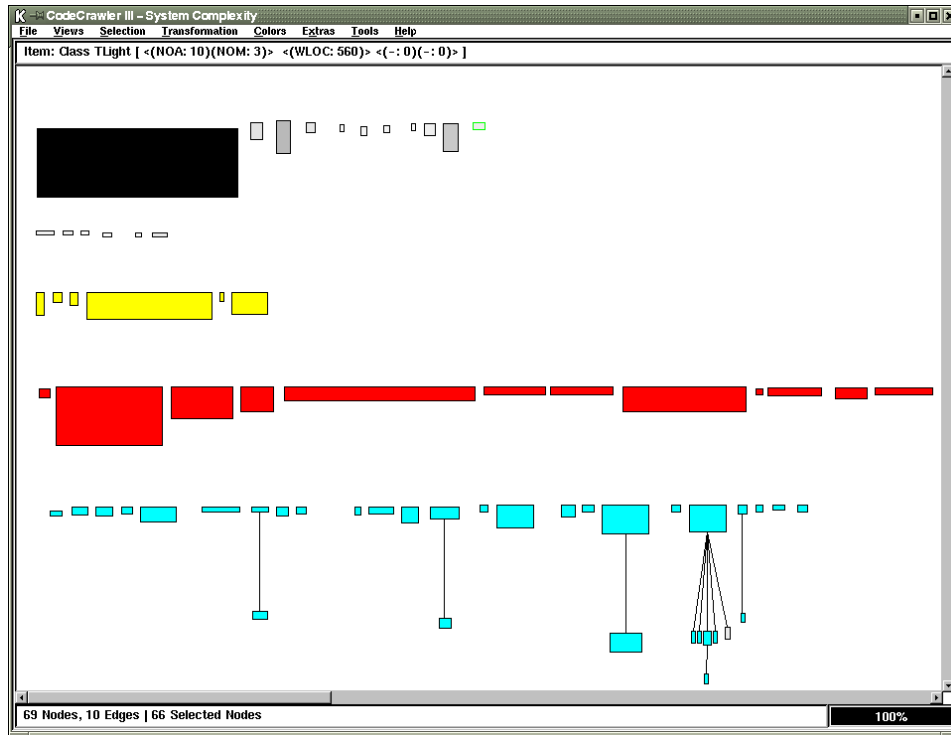 CodeCrawler III – System Complexity
File Views Selection Transformation Colors Extras Tools Help
Item: Class TLight [ <(NOA: 10)(NOM: 3)> <(WLOC: 560)> <(-: 0)(-: 0)> ]
69 Nodes, 10 Edges | 66 Selected Nodes
100%